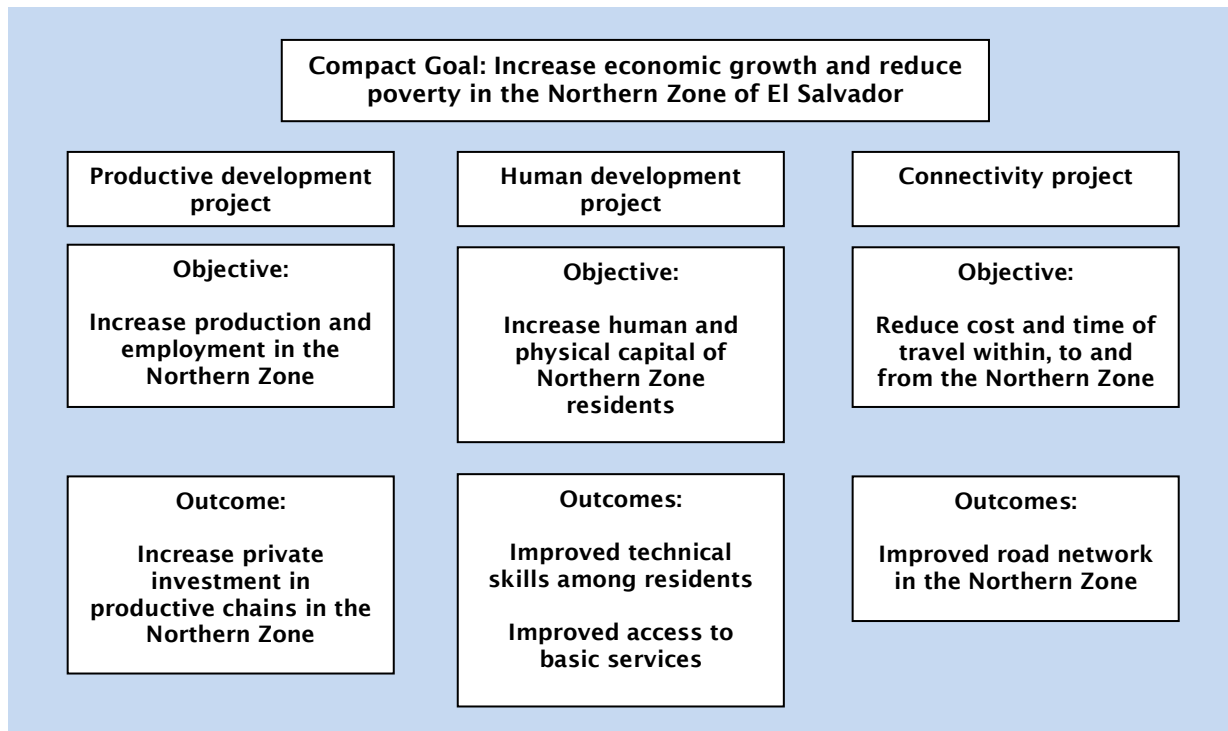 Compact Goal: Increase economic growth and reduce
poverty in the Northern Zone of El Salvador
Productive development
project
Human development
project
Connectivity project
Objective:
Increase production and
employment in the
Northern Zone
Objective:
Increase human and
physical capital of
Northern Zone
residents
Objective:
Reduce cost and time of
travel within, to and
from the Northern Zone
Outcome:
Increase private
investment in
productive chains in the
Northern Zone
Outcomes:
Improved technical
skills among residents
Improved access to
basic services
Outcomes:
Improved road network
in the Northern Zone